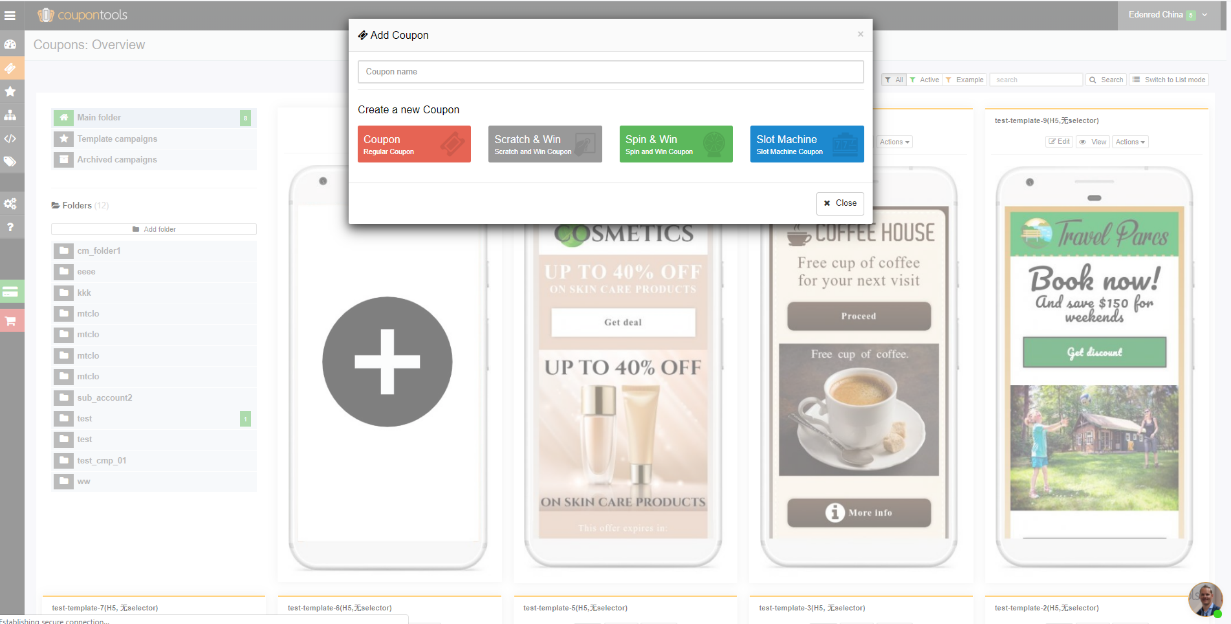 coupontools
Edenred China 1
Coupons: Overview
Add Coupon
×
Coupon name
Create a new Coupon
Coupon
Regular Coupon
Scratch & Win
Scratch and Win Coupon
Spin & Win
Spin and Win Coupon
Slot Machine
Slot Machine Coupon
Close
All
Active
Example
search
Search
Switch to List mode
Main folder
Template campaigns
Archived campaigns
Folders (12)
Add folder
cm_folder1
eeee
kkk
mtclo
mtclo
mtclo
mtclo
sub_account2
test 1
test
test_cmp_01
ww
COSMETICS
UP TO 40% OFF
ON SKIN CARE PRODUCTS
Get deal
UP TO 40% OFF
ON SKIN CARE PRODUCTS
This offer expires in
Actions
COFFEE HOUSE
Free cup of coffee
for your next visit
Proceed
Free cup of coffee.
More info
test-template-9(H5,无selector)
Edit
View
Actions
Travel Parcs
Book now!
And save $150 for
weekends
Get discount
test-template-7(H5, 无selector)
test-template-6(H5, 无selector)
test-template-5(H5, 无selector)
test-template-3(H5, 无selector)
test-template-2(H5, 无selector)
Establishing secure connection...